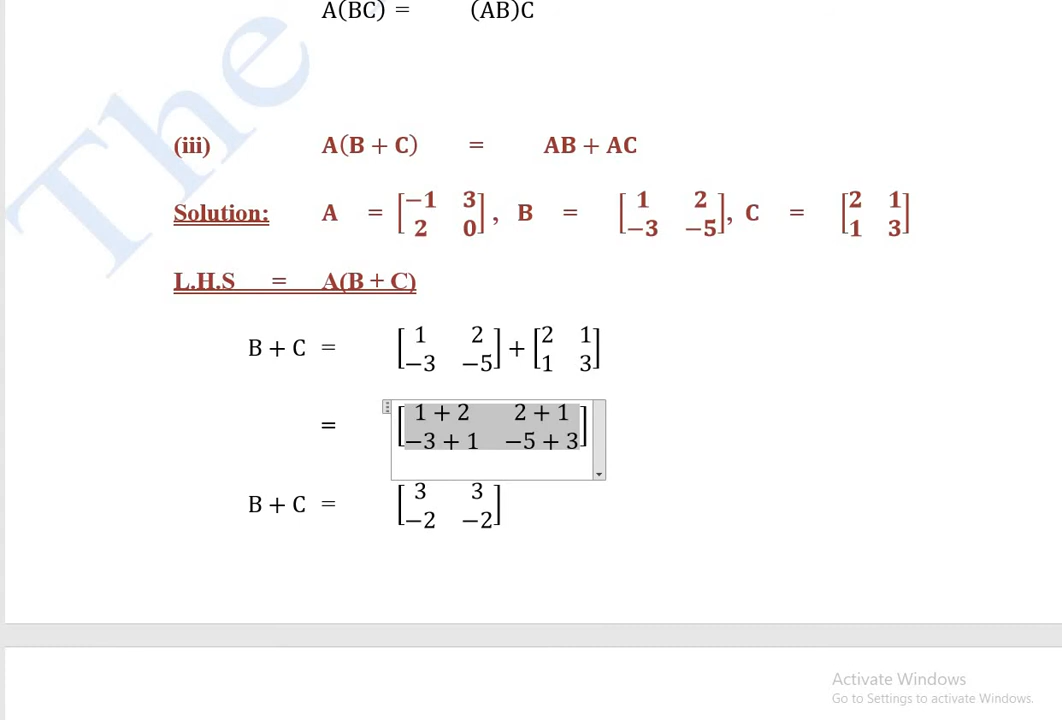 A(BC) = (AB)C
The
(iii) A(B + C) = AB + AC
Solution: A = [−1 3; 2 0], B = [1 2; −3 −5], C = [2 1; 1 3]
L.H.S = A(B + C)
B + C = [1 2; −3 −5] + [2 1; 1 3]
= [1 + 2 2 + 1; −3 + 1 −5 + 3]
B + C = [3 3; −2 −2]
Activate Windows
Go to Settings to activate Windows.